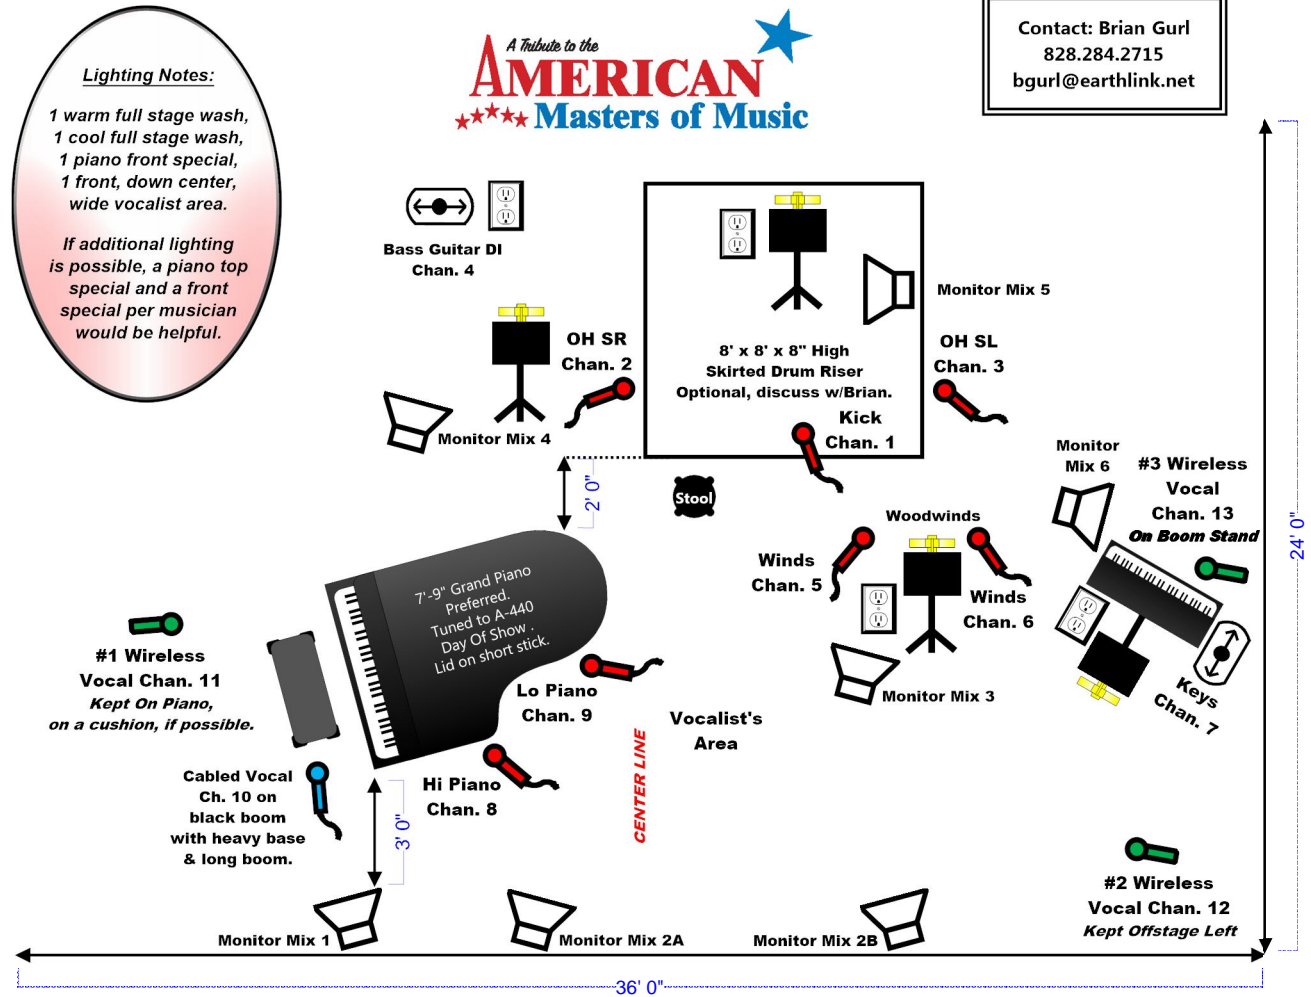 Contact: Brian Gurl
828.284.2715
bgurl@earthlink.net
A Tribute to the
AMERICAN
Masters of Music
Lighting Notes:
1 warm full stage wash,
1 cool full stage wash,
1 piano front special,
1 front, down center,
wide vocalist area.
If additional lighting
is possible, a piano top
special and a front
special per musician
would be helpful.
Bass Guitar DI
Chan. 4
Monitor Mix 5
OH SR
Chan. 2
8' x 8' x 8" High
Skirted Drum Riser
Optional, discuss w/Brian.
OH SL
Chan. 3
Kick
Chan. 1
Monitor Mix 4
Monitor
Mix 6
#3 Wireless
Vocal
Chan. 13
On Boom Stand
2' 0"
Stool
Woodwinds
Winds
Chan. 5
Winds
Chan. 6
24' 0"
7'-9" Grand Piano
Preferred.
Tuned to A-440
Day Of Show .
Lid on short stick.
#1 Wireless
Vocal Chan. 11
Kept On Piano,
on a cushion, if possible.
Lo Piano
Chan. 9
Vocalist's
Area
Monitor Mix 3
Keys
Chan. 7
CENTER LINE
Cabled Vocal
Ch. 10 on
black boom
with heavy base
& long boom.
Hi Piano
Chan. 8
3' 0"
#2 Wireless
Vocal Chan. 12
Kept Offstage Left
Monitor Mix 1
Monitor Mix 2A
Monitor Mix 2B
36' 0"